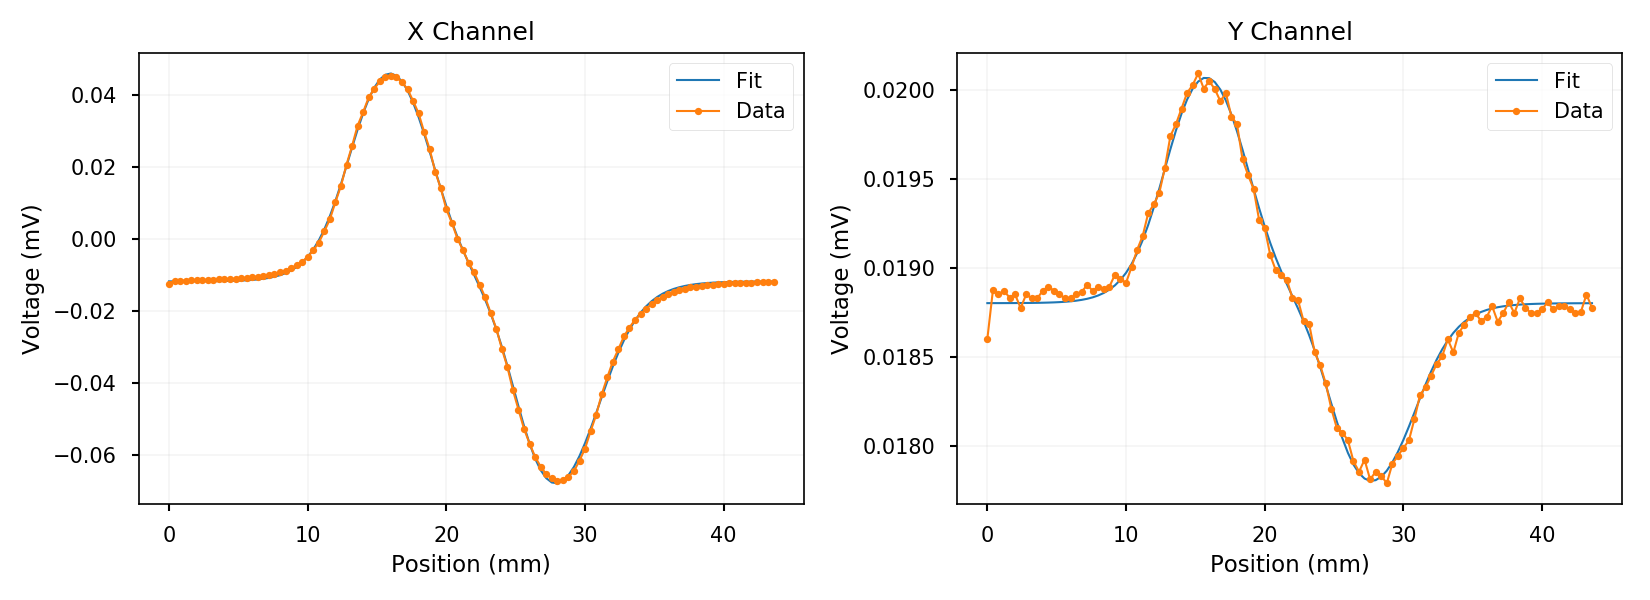 X Channel
Voltage (mV)
0.04
0.02
0.00
−0.02
−0.04
−0.06
0
10
20
30
40
Position (mm)
Fit
Data
Y Channel
Voltage (mV)
0.0200
0.0195
0.0190
0.0185
0.0180
0
10
20
30
40
Position (mm)
Fit
Data